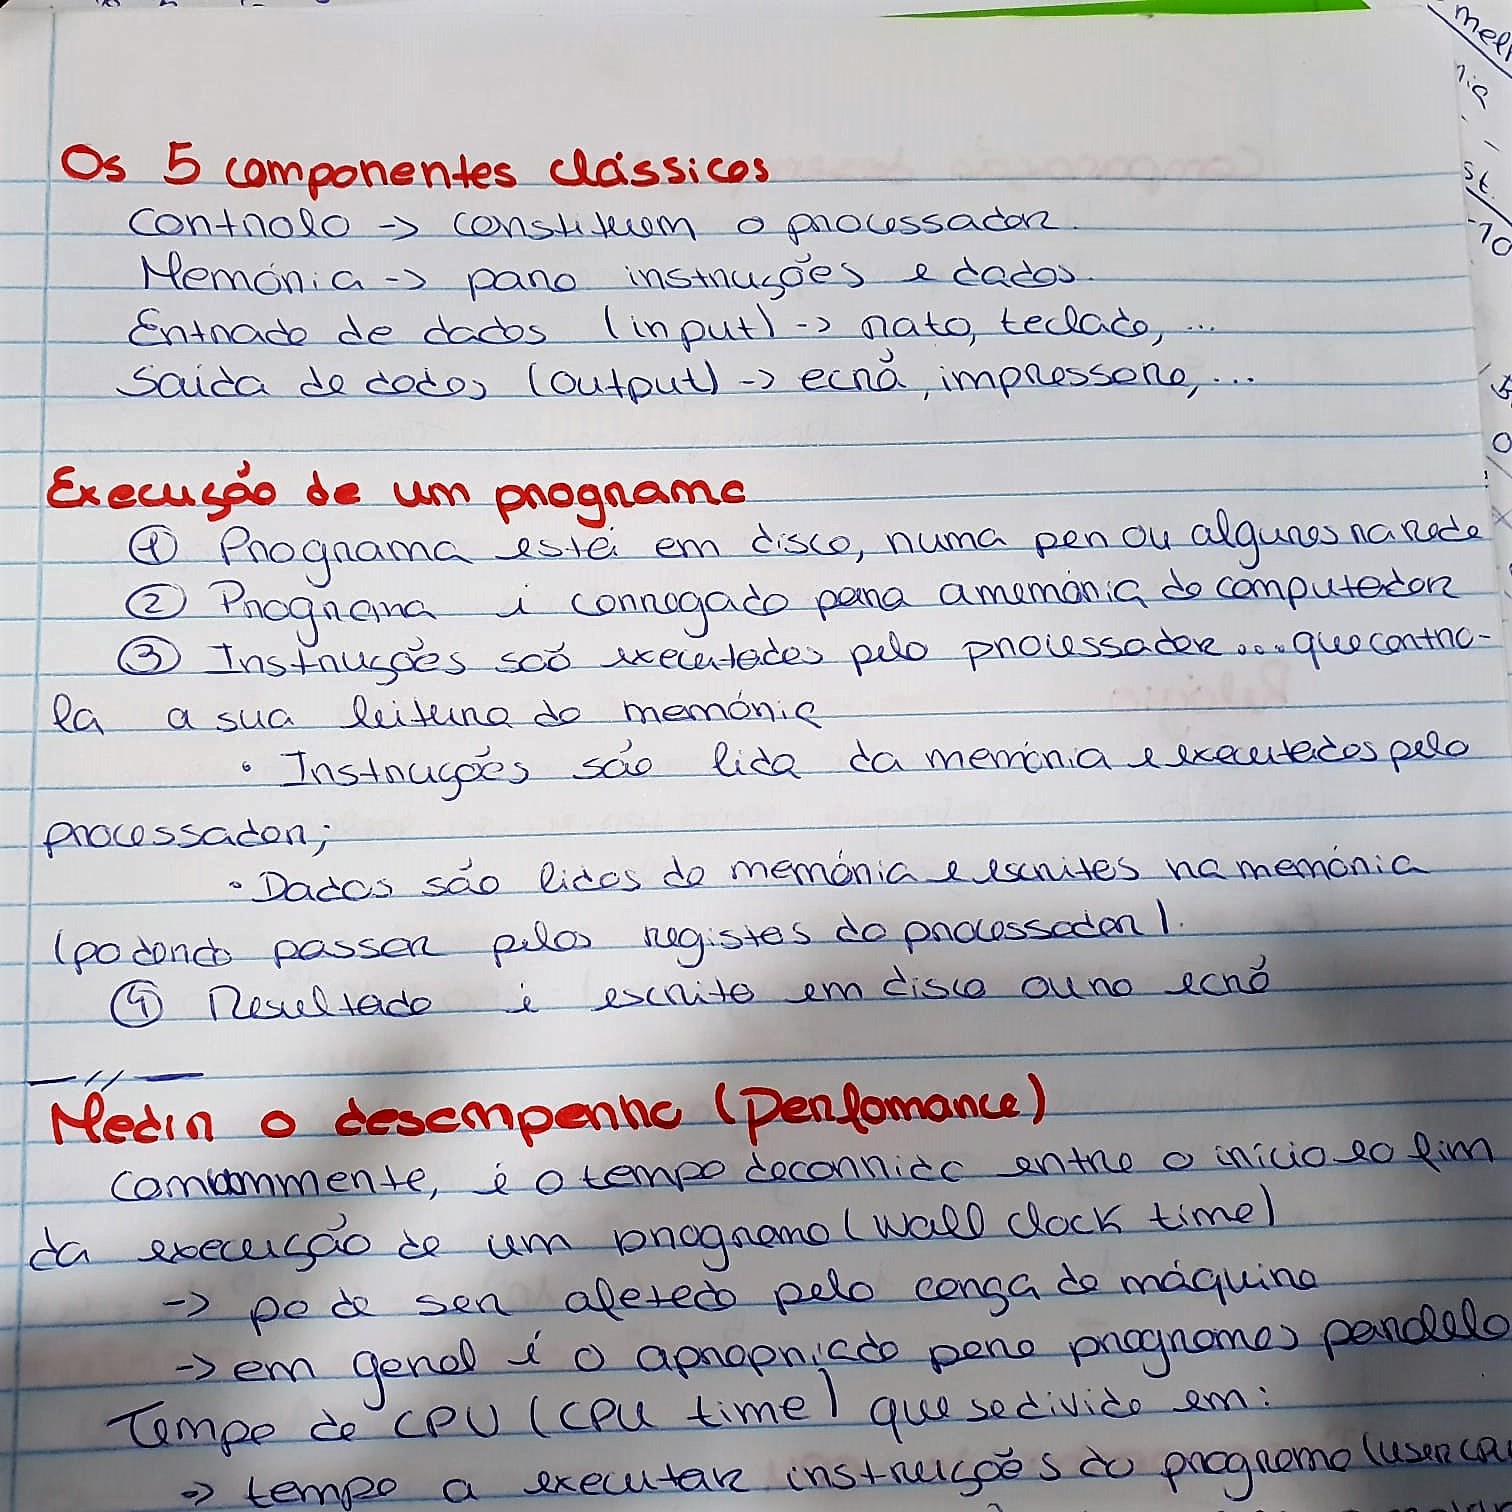 Os 5 componentes clássicos
Controlo -> constituem o processador.
Memória -> para instruções e dados.
Entrada de dados (input) -> rato, teclado, ...
Saída de dados (output) -> ecrã, impressora, ...
Execução de um programa
① Programa está em disco, numa pen ou algures na rede
② Programa é carregado para a memória do computador
③ Instruções são executadas pelo processador ... que contro-
la a sua leitura da memória
• Instruções são lida da memória e executados pelo
processador;
• Dados são lidos da memória e escritos na memória
(podendo passar pelos registos do processador).
④ Resultado é escrito em disco ou no ecrã
—//—
Medir o desempenho (Perfomance)
Comummente, é o tempo decorrido entre o início e o fim
da execução de um programa (wall clock time)
-> pode ser afetado pela carga da máquina
-> em geral é o apropriado para programas paralelo
Tempo de CPU (CPU time) que se divide em:
-> tempo a executar instruções do programa (user cpu